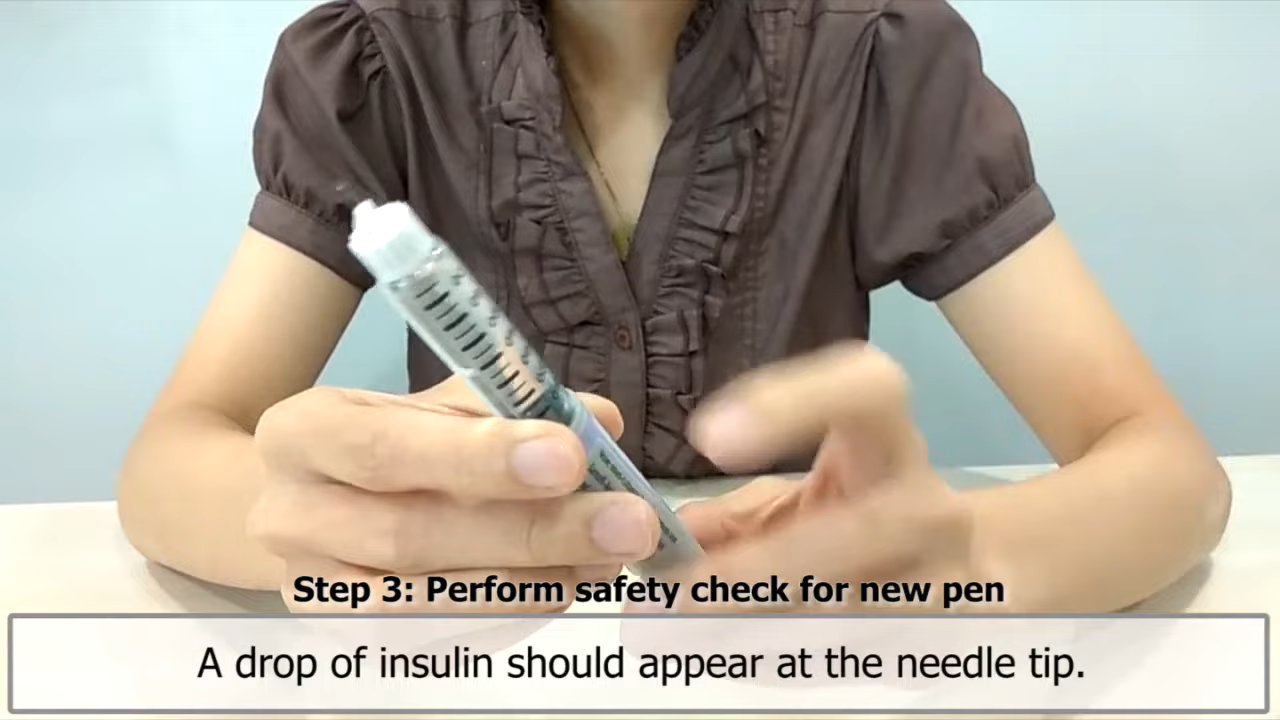 Step 3: Perform safety check for new pen
A drop of insulin should appear at the needle tip.